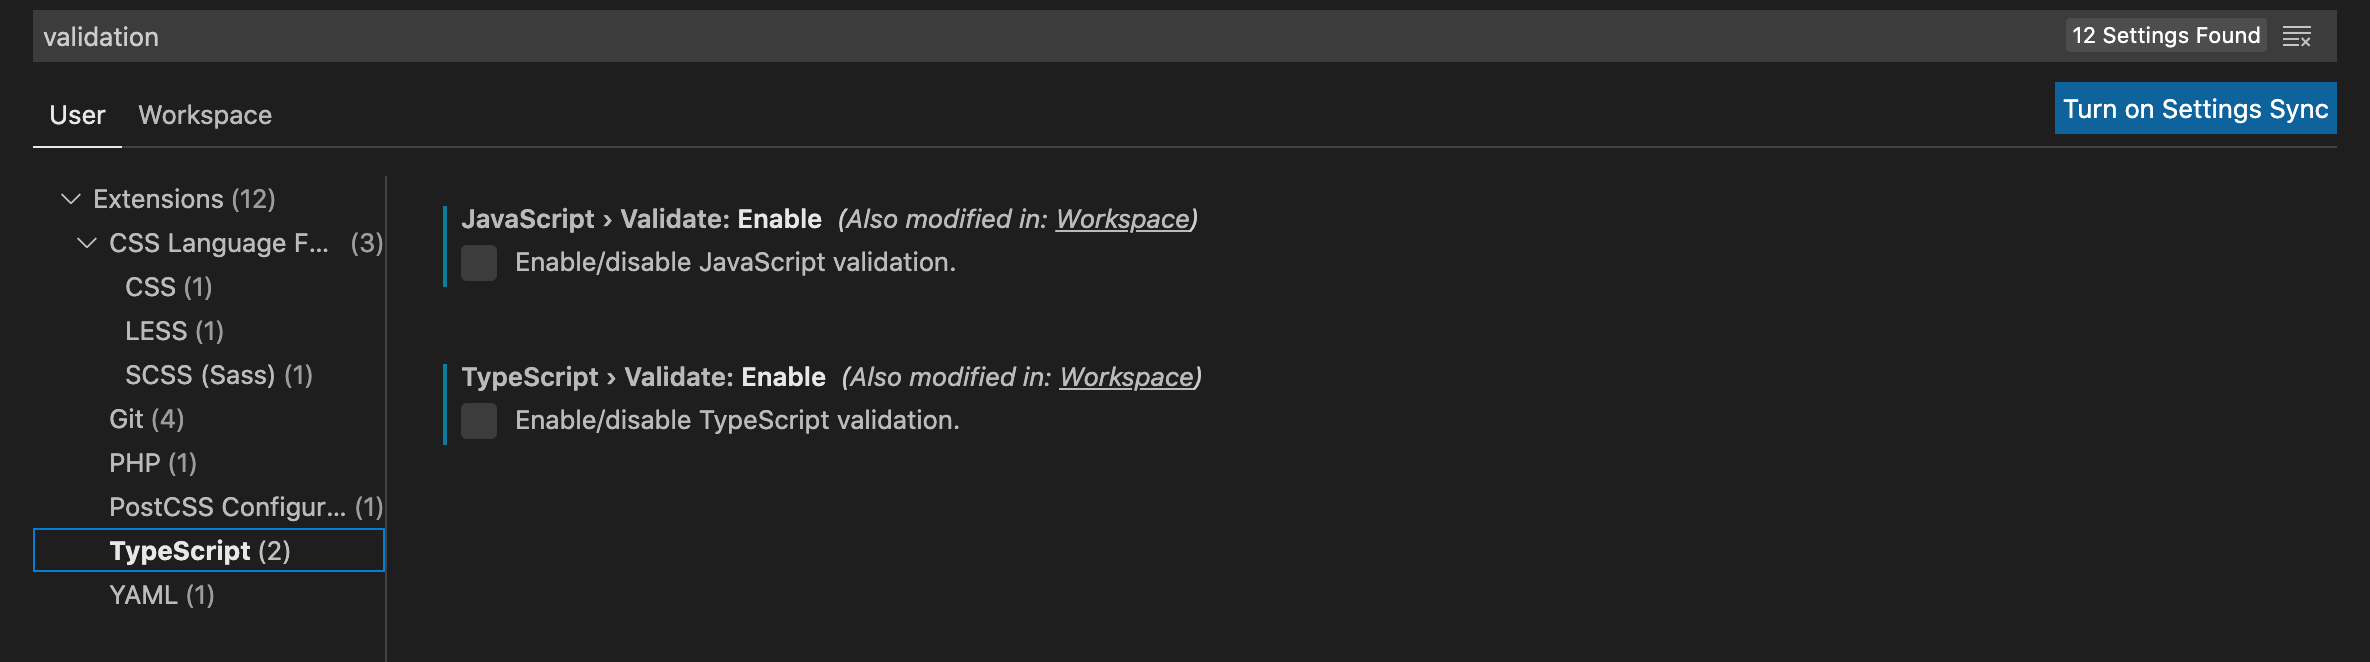 validation
12 Settings Found
User Workspace
Turn on Settings Sync
Extensions (12)
CSS Language F... (3)
CSS (1)
LESS (1)
SCSS (Sass) (1)
Git (4)
PHP (1)
PostCSS Configur... (1)
TypeScript (2)
YAML (1)
JavaScript › Validate: Enable (Also modified in: Workspace)
Enable/disable JavaScript validation.
TypeScript › Validate: Enable (Also modified in: Workspace)
Enable/disable TypeScript validation.